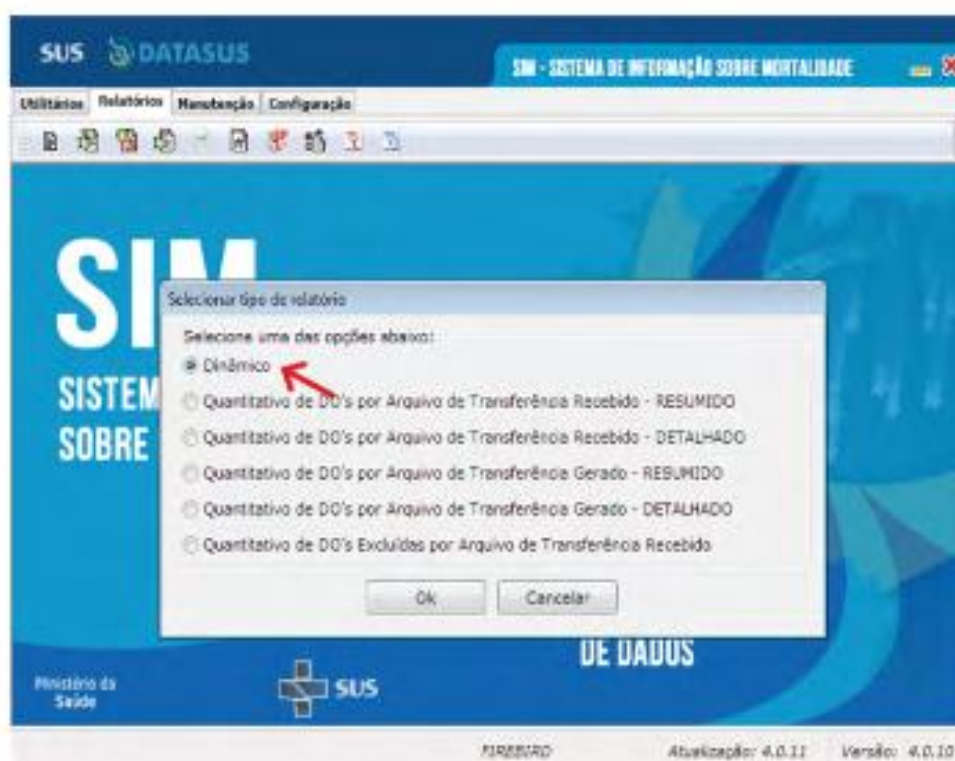 SUS DATASUS
SIM - SISTEMA DE INFORMAÇÃO SOBRE MORTALIDADE
Utilitários Relatórios Manutenção Configuração
SIM
SISTEM
SOBRE
Selecionar tipo de relatório
Selecione uma das opções abaixo:
Dinâmico
Quantitativo de DO's por Arquivo de Transferência Recebido - RESUMIDO
Quantitativo de DO's por Arquivo de Transferência Recebido - DETALHADO
Quantitativo de DO's por Arquivo de Transferência Gerado - RESUMIDO
Quantitativo de DO's por Arquivo de Transferência Gerado - DETALHADO
Quantitativo de DO's Excluídas por Arquivo de Transferência Recebido
Ok Cancelar
DE DADOS
Ministério da
Saúde
SUS
FIREBIRD Atualização: 4.0.11 Versão: 4.0.10